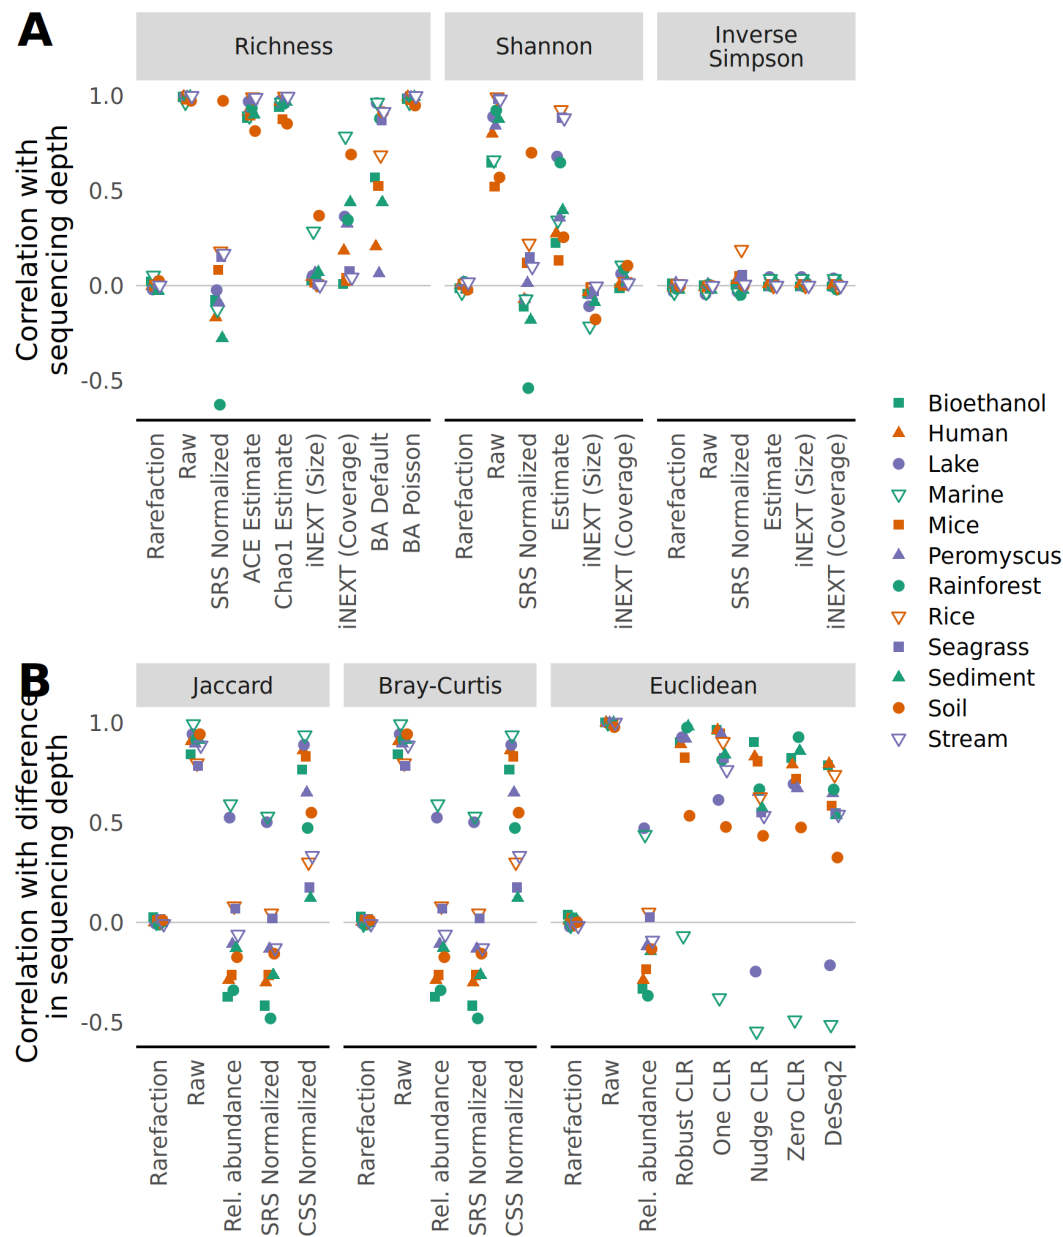 A
Richness
Shannon
Inverse
Simpson
Correlation with
sequencing depth
1.0
0.5
0.0
-0.5
Rarefaction
Raw
SRS Normalized
ACE Estimate
Chao1 Estimate
iNEXT (Size)
iNEXT (Coverage)
BA Default
BA Poisson
Rarefaction
Raw
SRS Normalized
Estimate
iNEXT (Size)
iNEXT (Coverage)
Rarefaction
Raw
SRS Normalized
Estimate
iNEXT (Size)
iNEXT (Coverage)
Bioethanol
Human
Lake
Marine
Mice
Peromyscus
Rainforest
Rice
Seagrass
Sediment
Soil
Stream
B
Jaccard
Bray-Curtis
Euclidean
Correlation with difference
in sequencing depth
1.0
0.5
0.0
-0.5
Rarefaction
Raw
Rel. abundance
SRS Normalized
CSS Normalized
Rarefaction
Raw
Rel. abundance
SRS Normalized
CSS Normalized
Rarefaction
Raw
Rel. abundance
Robust CLR
One CLR
Nudge CLR
Zero CLR
DeSeq2